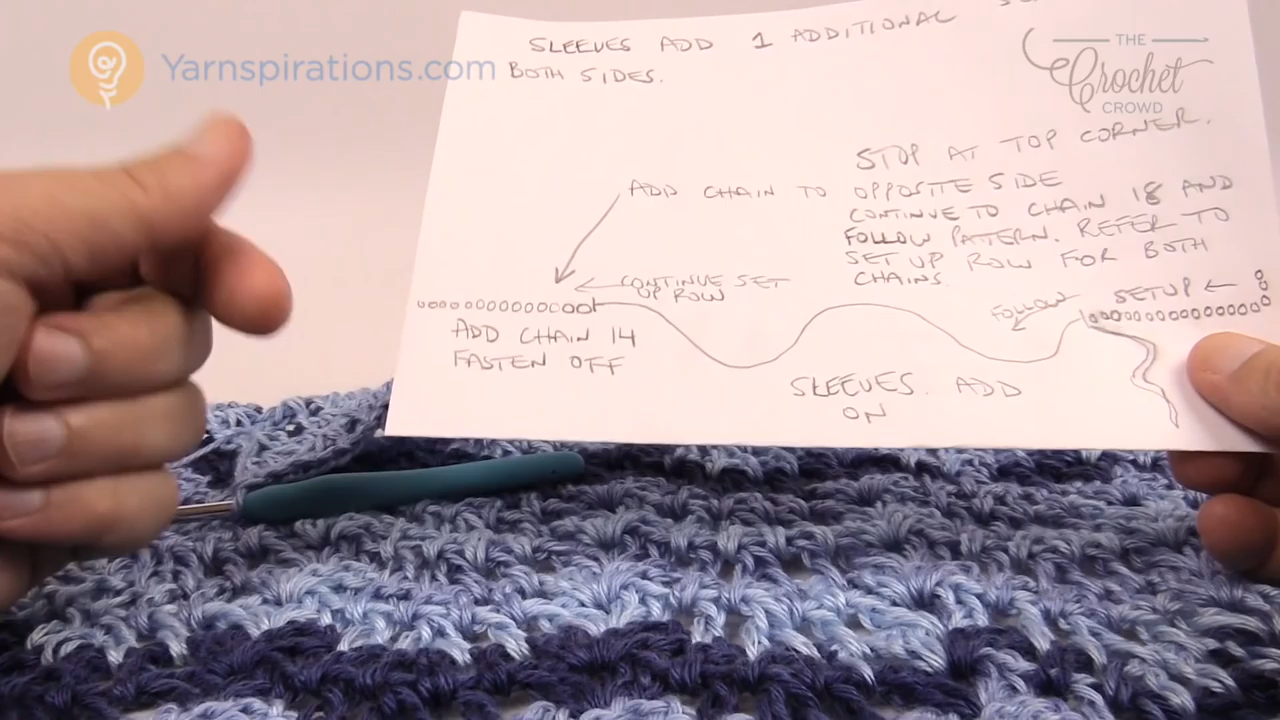 Yarnspirations.com
THE
Crochet
CROWD
SLEEVES ADD 1 ADDITIONAL
BOTH SIDES.
STOP AT TOP CORNER.
ADD CHAIN TO OPPOSITE SIDE
CONTINUE TO CHAIN 18 AND
FOLLOW PATTERN. REFER TO
SET UP ROW FOR BOTH
CHAINS.
CONTINUE SET
UP ROW
ADD CHAIN 14
FASTEN OFF
FOLLOW
SETUP
SLEEVES. ADD
ON